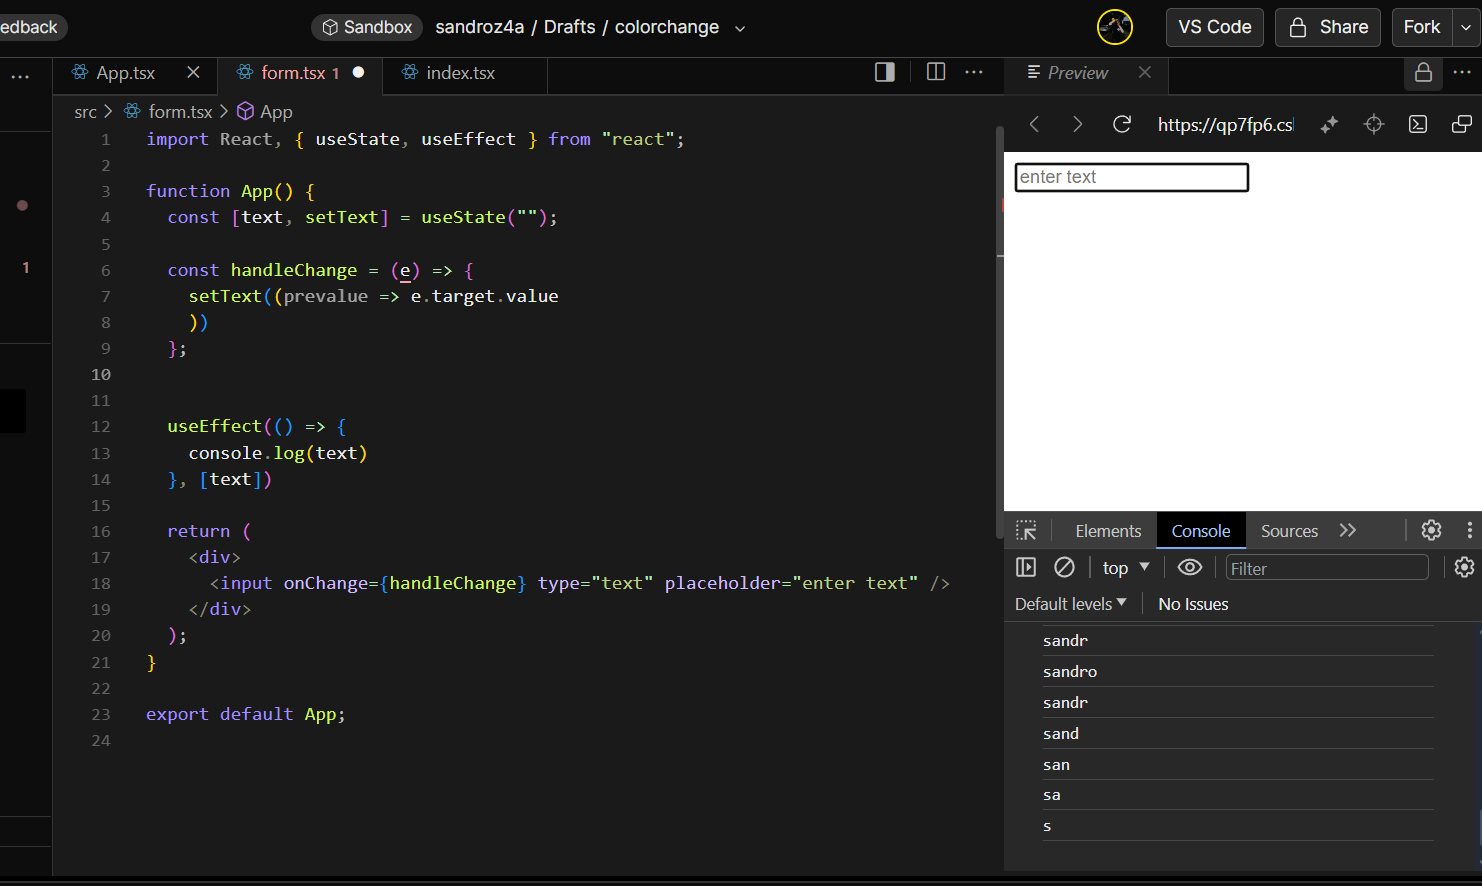 edback
Sandbox sandroz4a / Drafts / colorchange
VS Code Share Fork
App.tsx form.tsx 1 index.tsx
Preview
src > form.tsx > App
https://qp7fp6.cs
1 import React, { useState, useEffect } from "react";
2
3 function App() {
4 const [text, setText] = useState("");
5
6 const handleChange = (e) => {
7 setText((prevalue => e.target.value
8 ))
9 };
10
11
12 useEffect(() => {
13 console.log(text)
14 }, [text])
15
16 return (
17 <div>
18 <input onChange={handleChange} type="text" placeholder="enter text" />
19 </div>
20 );
21 }
22
23 export default App;
24
1
enter text
Elements Console Sources
top Filter
Default levels No Issues
sandr
sandro
sandr
sand
san
sa
s